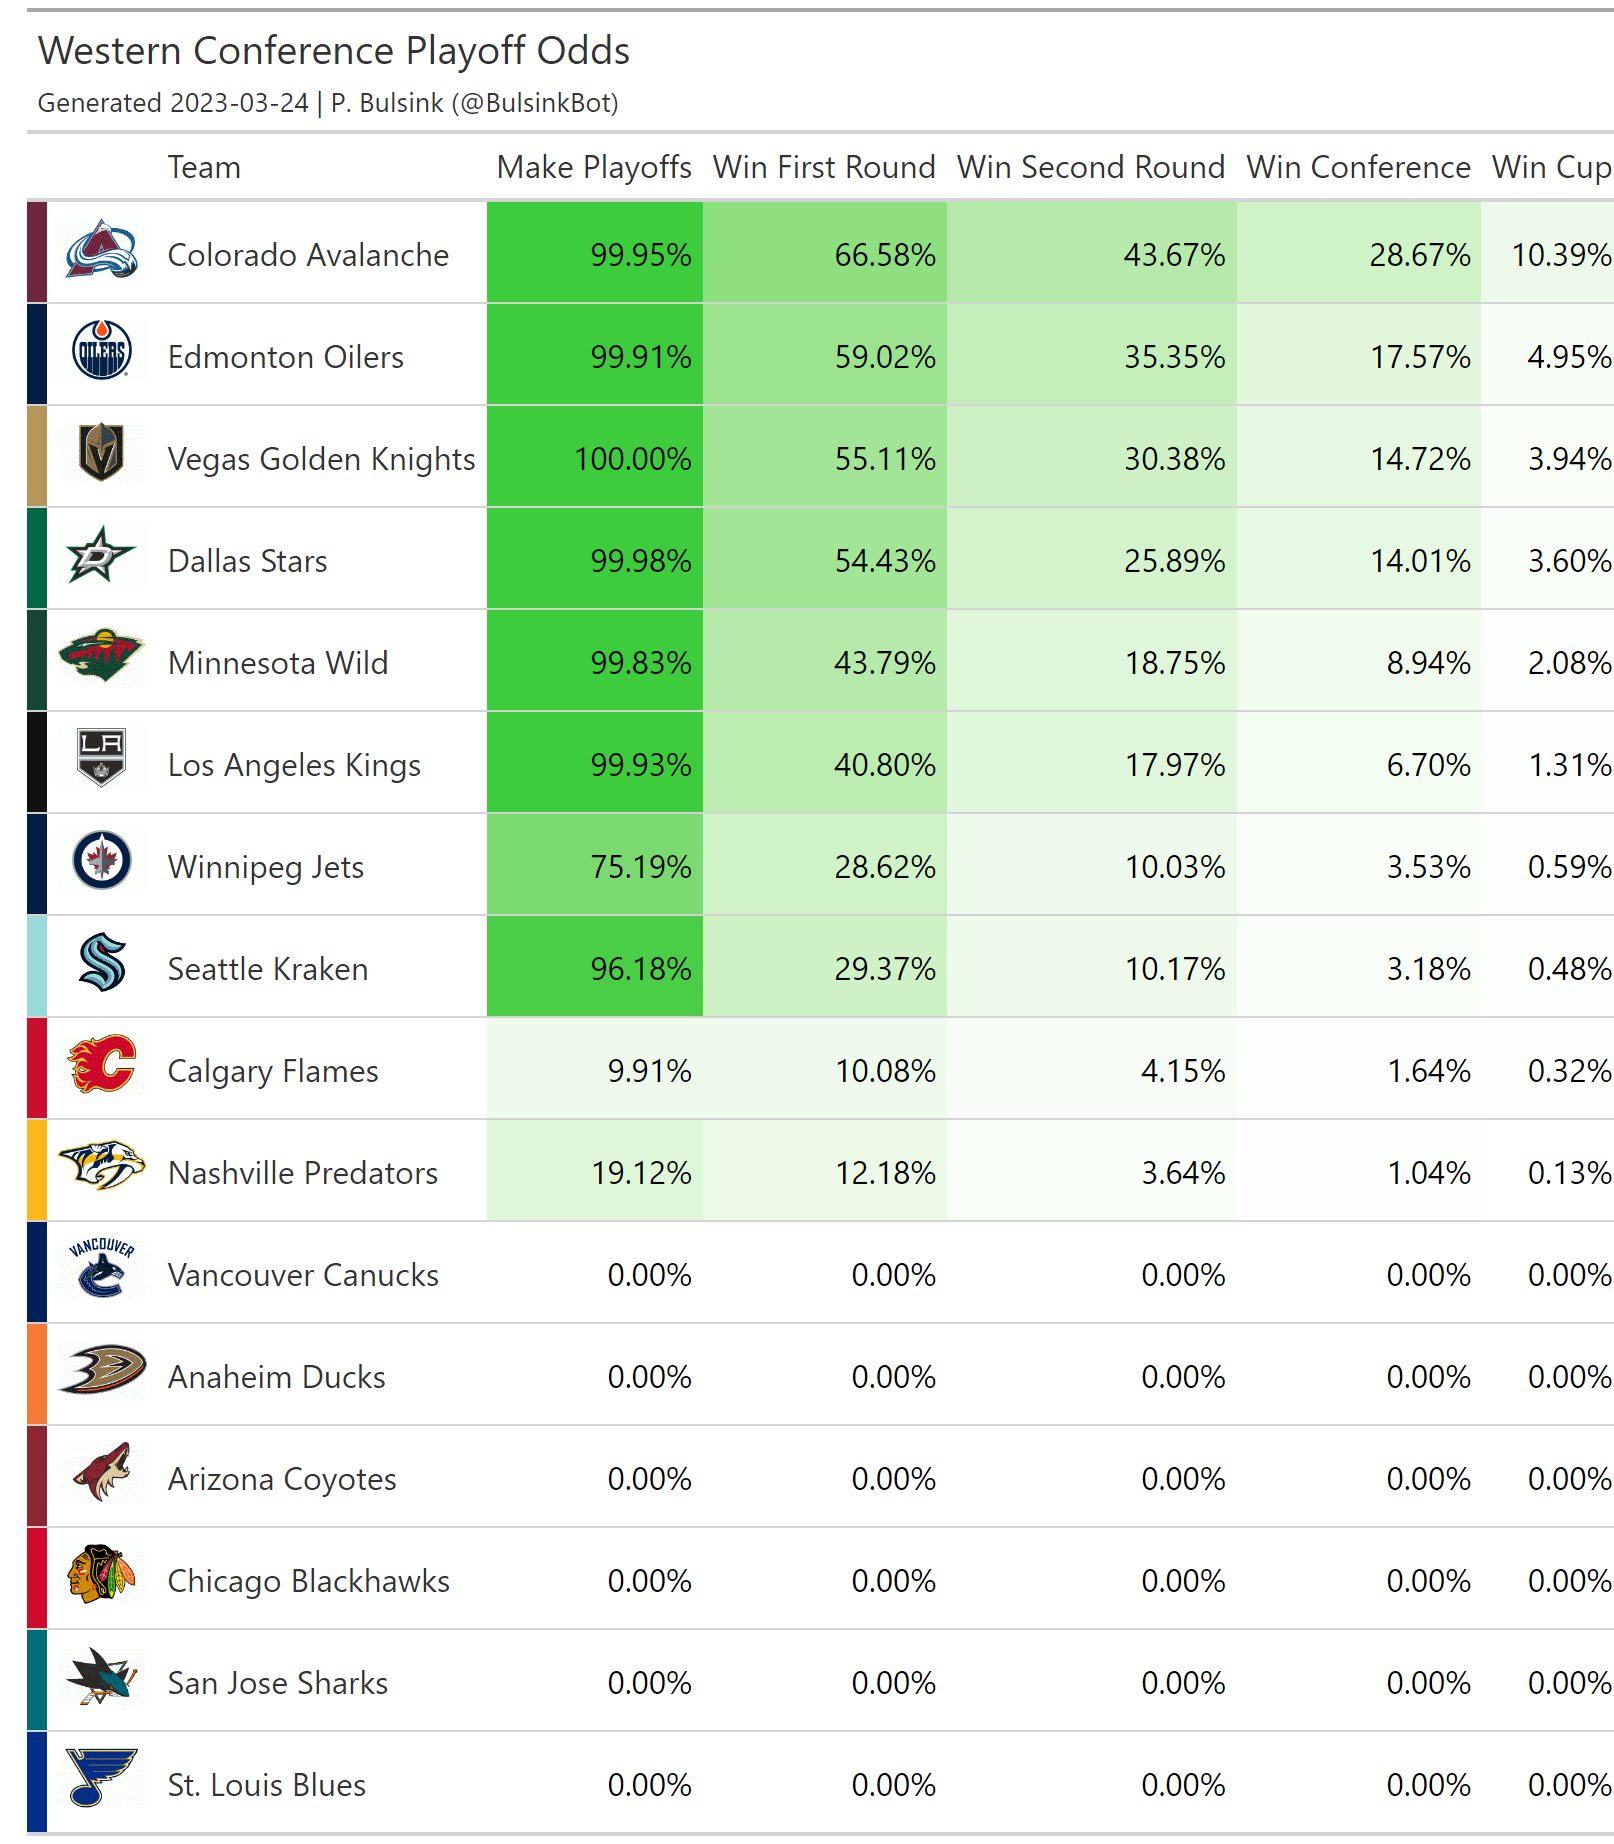 Western Conference Playoff Odds
Generated 2023-03-24 | P. Bulsink (@BulsinkBot)
Team Make Playoffs Win First Round Win Second Round Win Conference Win Cup
Colorado Avalanche 99.95% 66.58% 43.67% 28.67% 10.39%
OILERS Edmonton Oilers 99.91% 59.02% 35.35% 17.57% 4.95%
Vegas Golden Knights 100.00% 55.11% 30.38% 14.72% 3.94%
D Dallas Stars 99.98% 54.43% 25.89% 14.01% 3.60%
Minnesota Wild 99.83% 43.79% 18.75% 8.94% 2.08%
LA Los Angeles Kings 99.93% 40.80% 17.97% 6.70% 1.31%
Winnipeg Jets 75.19% 28.62% 10.03% 3.53% 0.59%
Seattle Kraken 96.18% 29.37% 10.17% 3.18% 0.48%
Calgary Flames 9.91% 10.08% 4.15% 1.64% 0.32%
Nashville Predators 19.12% 12.18% 3.64% 1.04% 0.13%
VANCOUVER Vancouver Canucks 0.00% 0.00% 0.00% 0.00% 0.00%
Anaheim Ducks 0.00% 0.00% 0.00% 0.00% 0.00%
Arizona Coyotes 0.00% 0.00% 0.00% 0.00% 0.00%
Chicago Blackhawks 0.00% 0.00% 0.00% 0.00% 0.00%
San Jose Sharks 0.00% 0.00% 0.00% 0.00% 0.00%
St. Louis Blues 0.00% 0.00% 0.00% 0.00% 0.00%